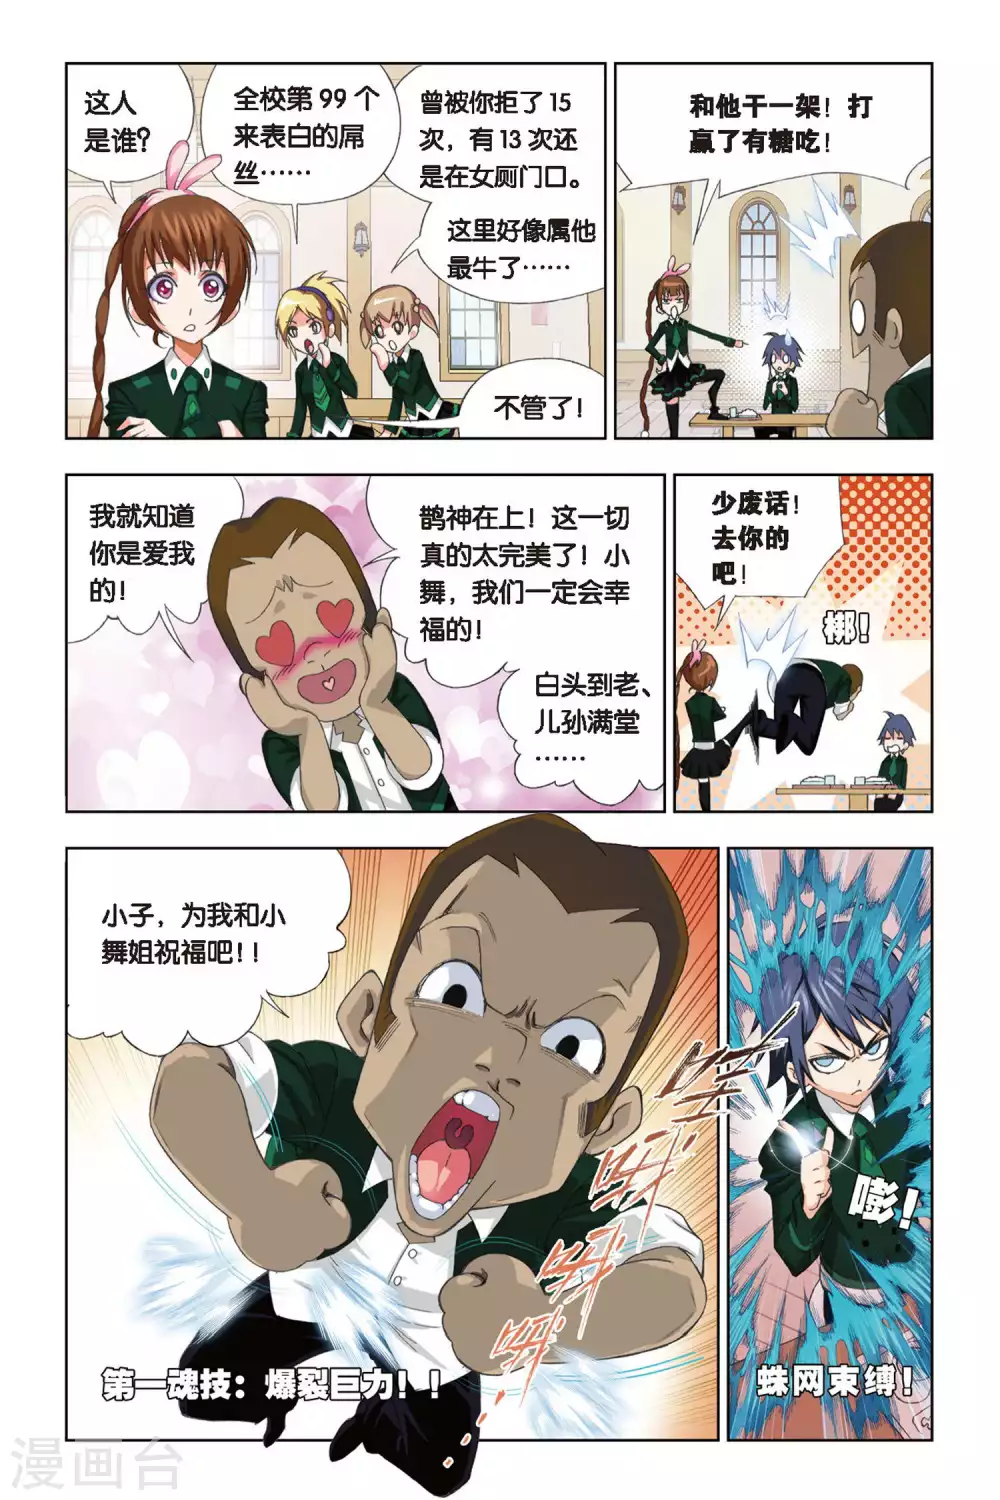 这人
是谁？
全校第 99 个
来表白的屌
丝……
曾被你拒了 15
次，有 13 次还
是在女厕门口。
这里好像属他
最牛了……
不管了！
和他干一架！打
赢了有糖吃！
我就知道
你是爱我
的！
鹊神在上！这一切
真的太完美了！小
舞，我们一定会幸
福的！
白头到老、
儿孙满堂
……
少废话！
去你的
吧！
梆！
小子，为我和小
舞姐祝福吧！！
哇
啊
啊
啊
第一魂技：爆裂巨力！！
嘭！
蛛网束缚！
漫画台